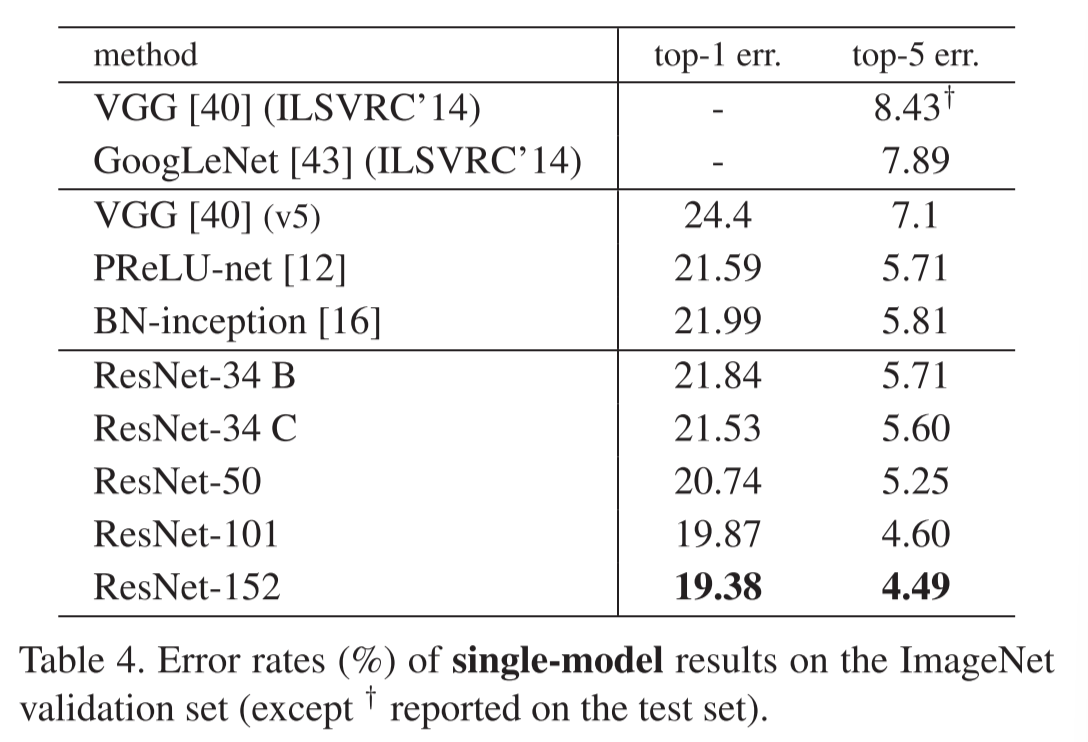 method top-1 err. top-5 err.
VGG [40] (ILSVRC’14) - 8.43†
GoogLeNet [43] (ILSVRC’14) - 7.89
VGG [40] (v5) 24.4 7.1
PReLU-net [12] 21.59 5.71
BN-inception [16] 21.99 5.81
ResNet-34 B 21.84 5.71
ResNet-34 C 21.53 5.60
ResNet-50 20.74 5.25
ResNet-101 19.87 4.60
ResNet-152 19.38 4.49
Table 4. Error rates (%) of single-model results on the ImageNet
validation set (except † reported on the test set).